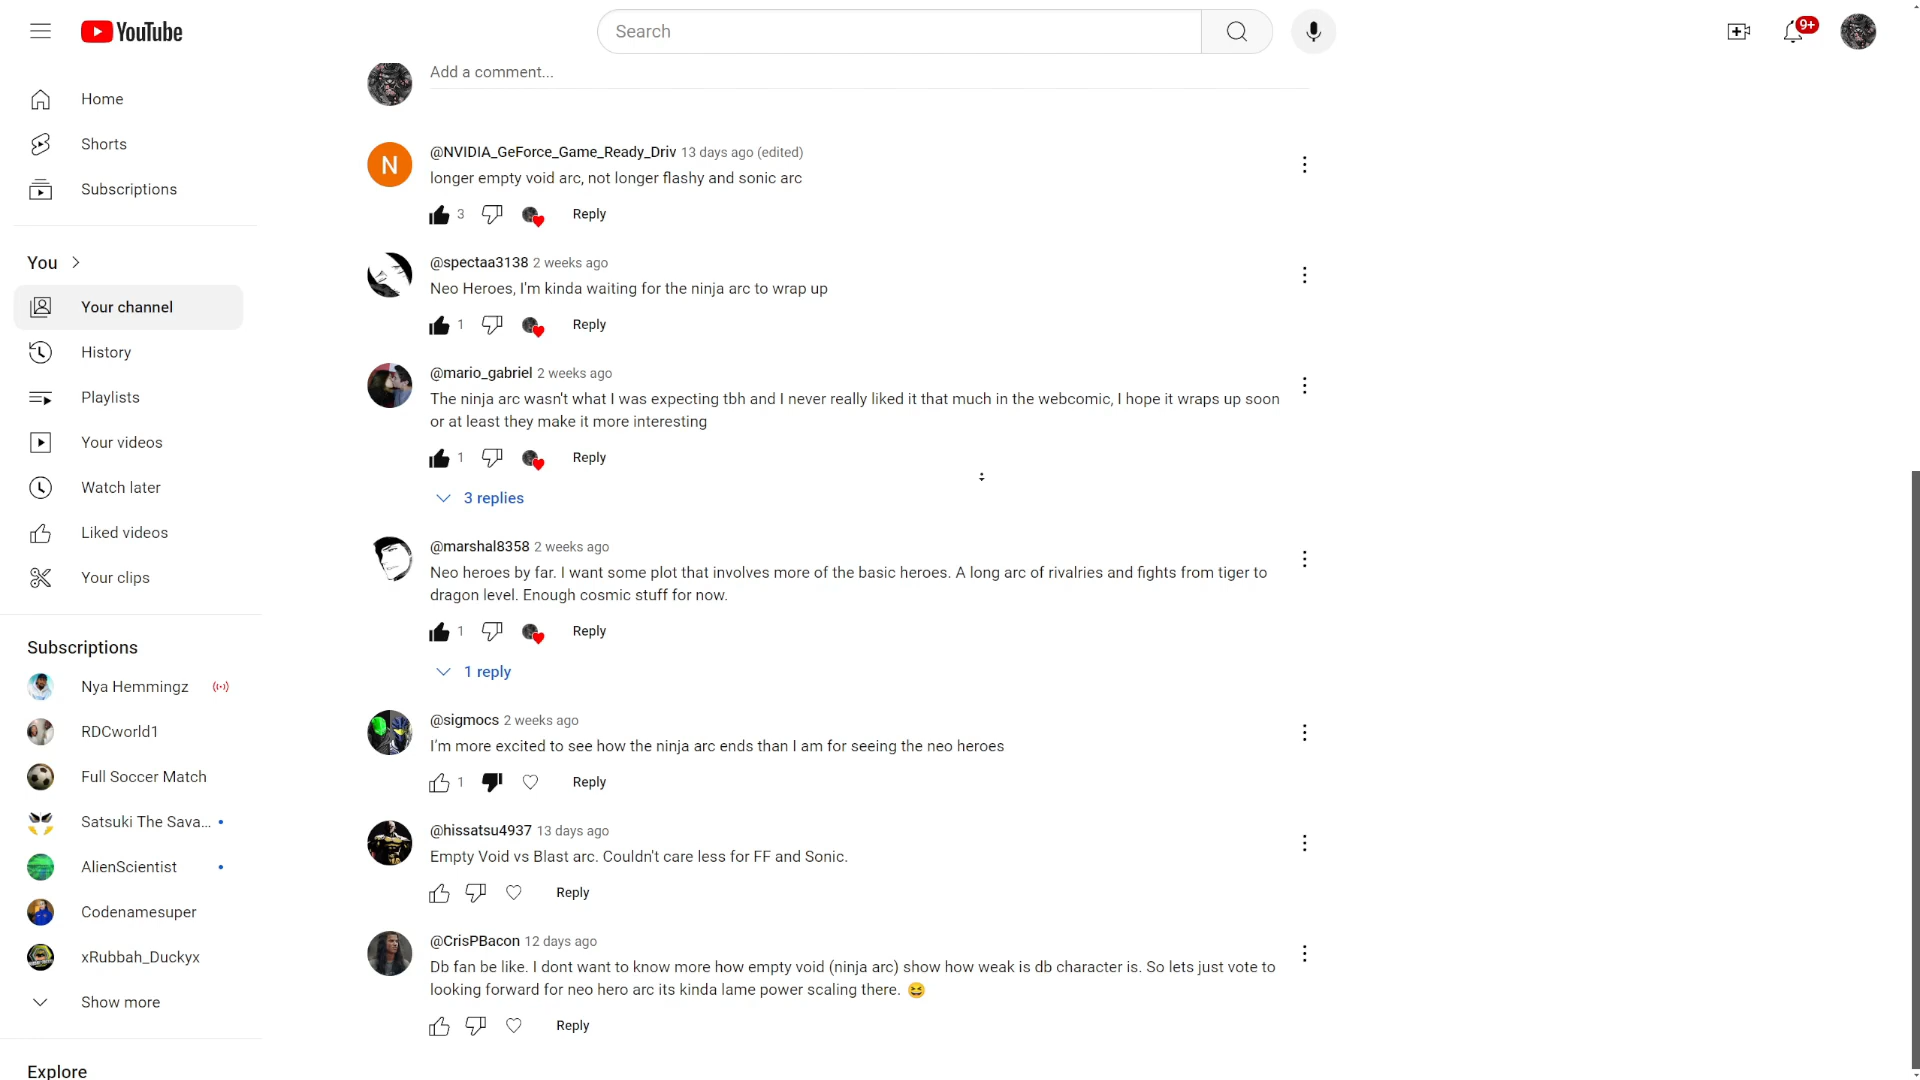 YouTube
Search
9+
Home
Shorts
Subscriptions
You
Your channel
History
Playlists
Your videos
Watch later
Liked videos
Your clips
Subscriptions
Nya Hemmingz
RDCworld1
Full Soccer Match
Satsuki The Sava...
AlienScientist
Codenamesuper
xRubbah_Duckyx
Show more
Explore
Add a comment...
N
@NVIDIA_GeForce_Game_Ready_Driv 13 days ago (edited)
longer empty void arc, not longer flashy and sonic arc
3 Reply
@spectaa3138 2 weeks ago
Neo Heroes, I'm kinda waiting for the ninja arc to wrap up
1 Reply
@mario_gabriel 2 weeks ago
The ninja arc wasn't what I was expecting tbh and I never really liked it that much in the webcomic, I hope it wraps up soon
or at least they make it more interesting
1 Reply
3 replies
@marshal8358 2 weeks ago
Neo heroes by far. I want some plot that involves more of the basic heroes. A long arc of rivalries and fights from tiger to
dragon level. Enough cosmic stuff for now.
1 Reply
1 reply
@sigmocs 2 weeks ago
I'm more excited to see how the ninja arc ends than I am for seeing the neo heroes
1 Reply
@hissatsu4937 13 days ago
Empty Void vs Blast arc. Couldn't care less for FF and Sonic.
Reply
@CrisPBacon 12 days ago
Db fan be like. I dont want to know more how empty void (ninja arc) show how weak is db character is. So lets just vote to
looking forward for neo hero arc its kinda lame power scaling there. 😆
Reply